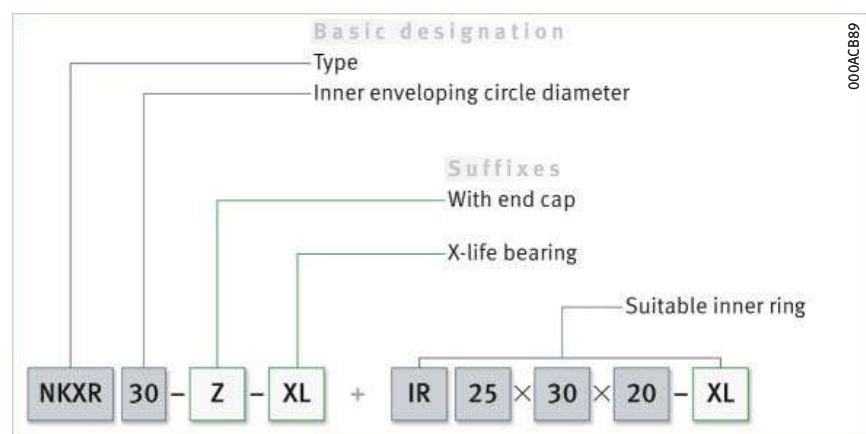 Basic designation
Type
Inner enveloping circle diameter
Suffixes
With end cap
X-life bearing
Suitable inner ring
NKXR 30 – Z – XL + IR 25 × 30 × 20 – XL
000ACB89